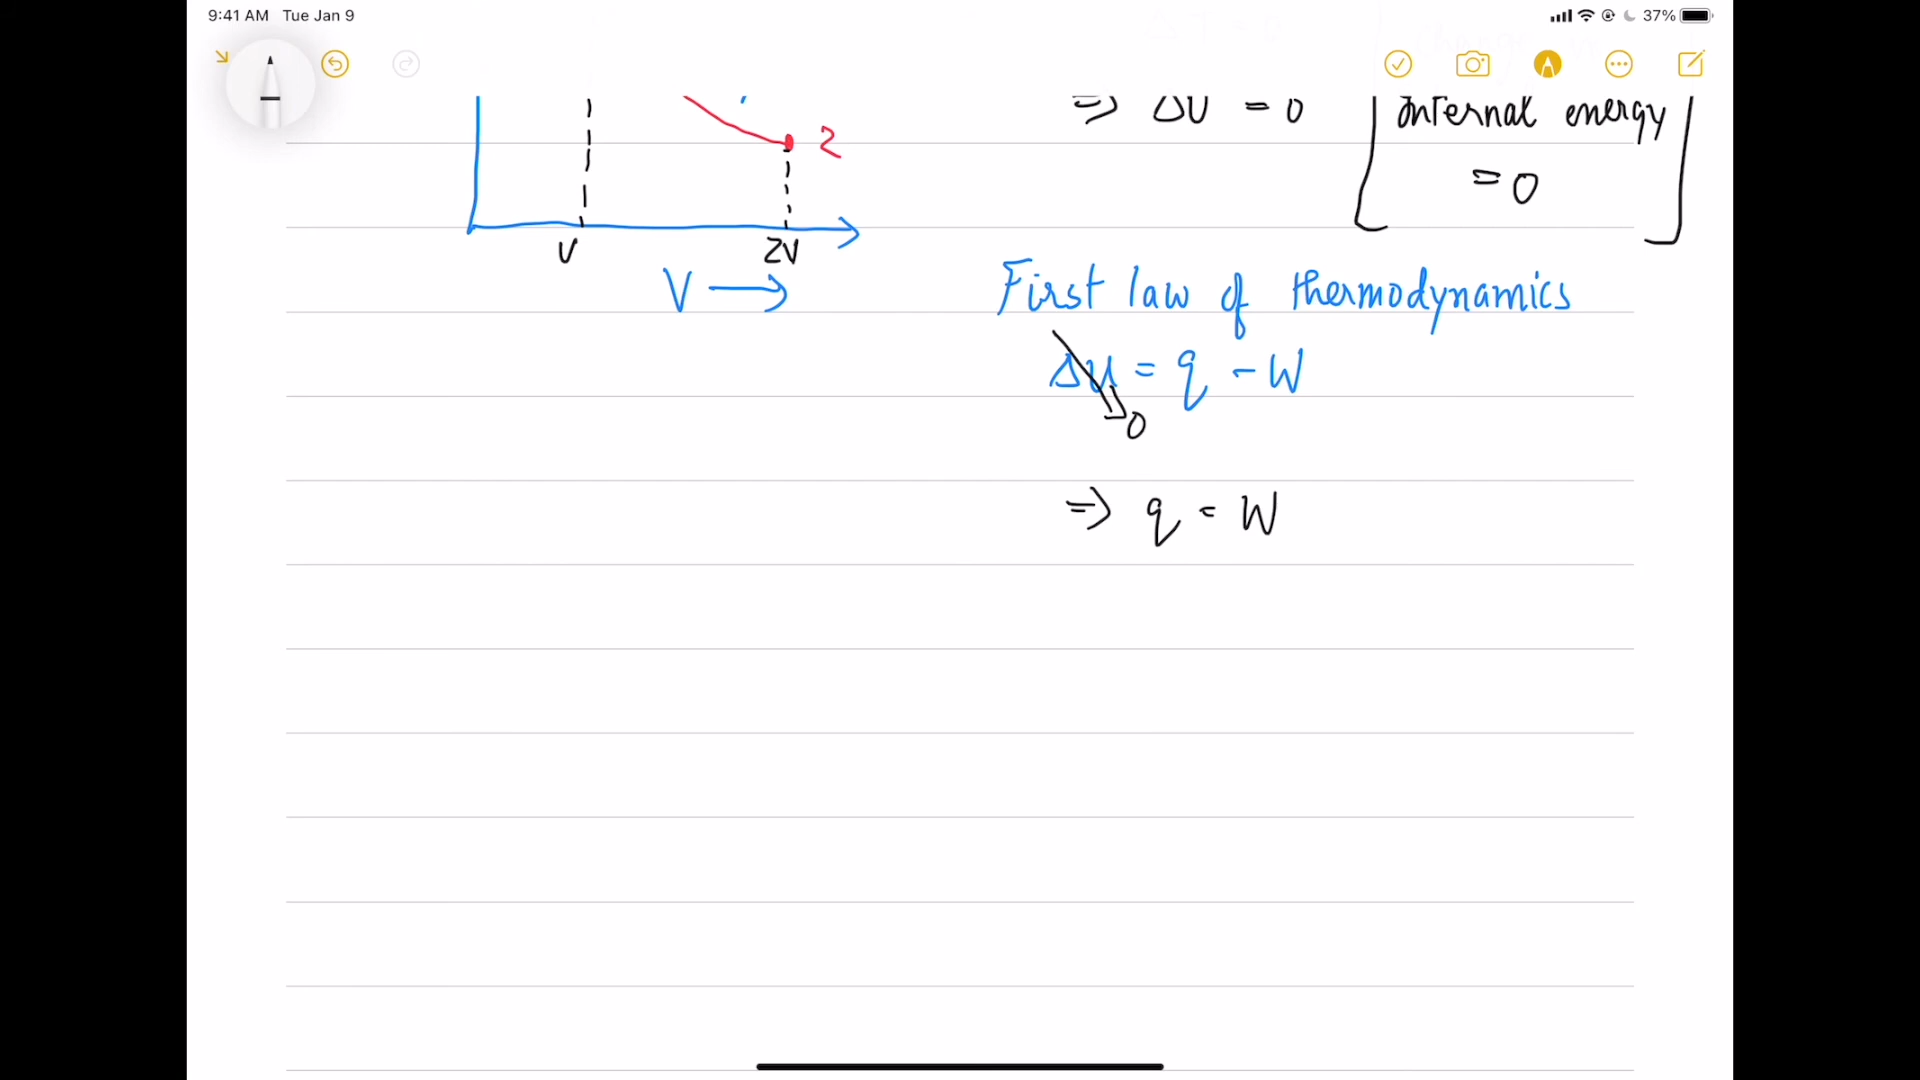 9:41 AM Tue Jan 9
37%
=> ΔU = 0
internal energy
= 0
2
V 2V
V →
First law of thermodynamics
ΔU = q - W
0
=> q = W